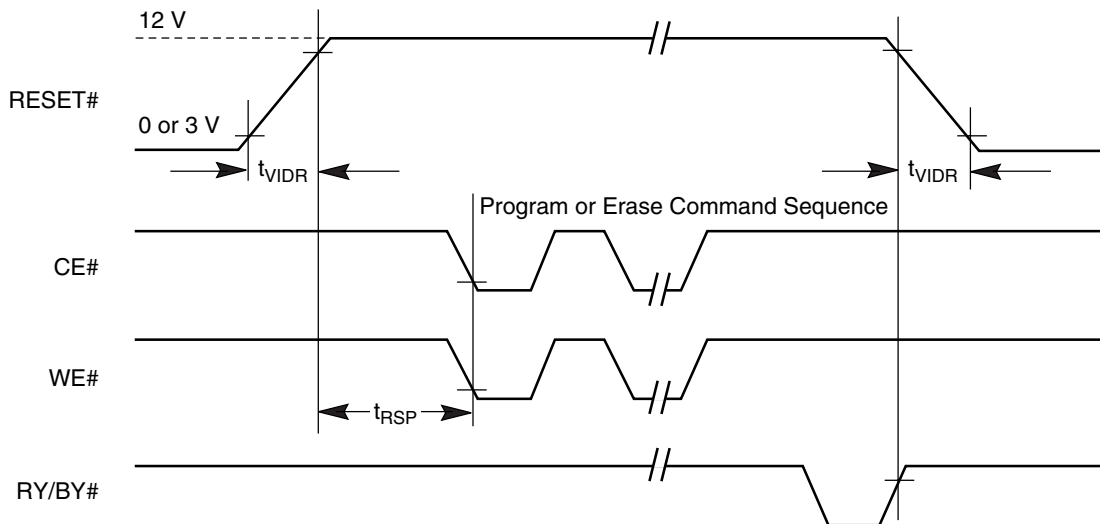 12 V
RESET#
0 or 3 V
tVIDR
tVIDR
Program or Erase Command Sequence
CE#
WE#
tRSP
RY/BY#